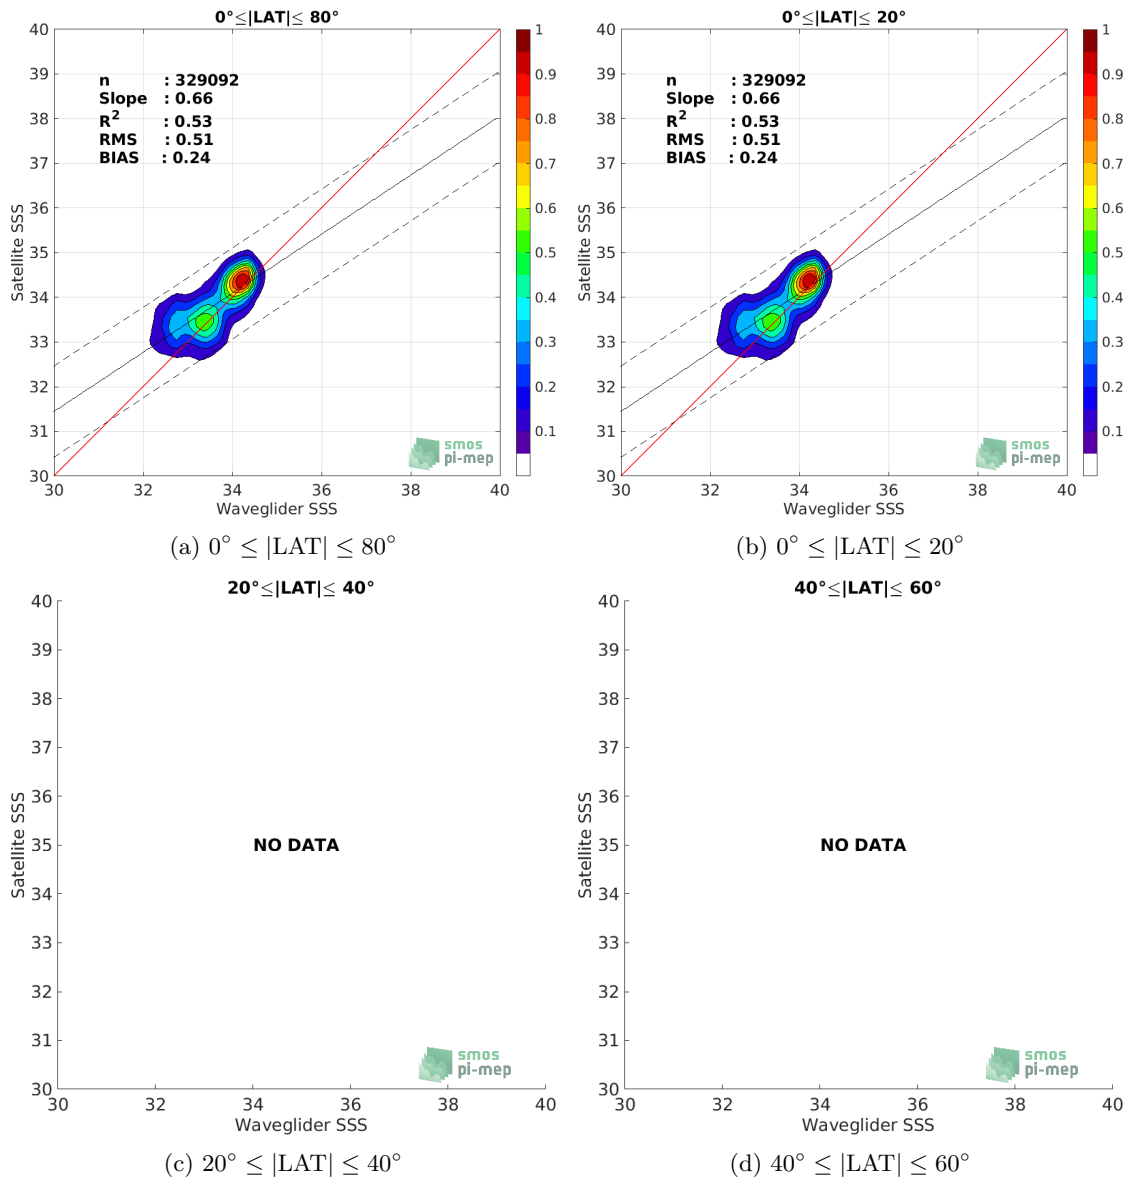 0°≤|LAT|≤ 80°
40
39
38
37
36
35
34
33
32
31
30
Satellite SSS
n : 329092
Slope : 0.66
R² : 0.53
RMS : 0.51
BIAS : 0.24
smos
pi-mep
30 32 34 36 38 40
Waveglider SSS
1
0.9
0.8
0.7
0.6
0.5
0.4
0.3
0.2
0.1
(a) 0° ≤ |LAT| ≤ 80°
0°≤|LAT|≤ 20°
40
39
38
37
36
35
34
33
32
31
30
Satellite SSS
n : 329092
Slope : 0.66
R² : 0.53
RMS : 0.51
BIAS : 0.24
smos
pi-mep
30 32 34 36 38 40
Waveglider SSS
1
0.9
0.8
0.7
0.6
0.5
0.4
0.3
0.2
0.1
(b) 0° ≤ |LAT| ≤ 20°
20°≤|LAT|≤ 40°
40
39
38
37
36
35
34
33
32
31
30
Satellite SSS
NO DATA
smos
pi-mep
30 32 34 36 38 40
Waveglider SSS
(c) 20° ≤ |LAT| ≤ 40°
40°≤|LAT|≤ 60°
40
39
38
37
36
35
34
33
32
31
30
Satellite SSS
NO DATA
smos
pi-mep
30 32 34 36 38 40
Waveglider SSS
(d) 40° ≤ |LAT| ≤ 60°